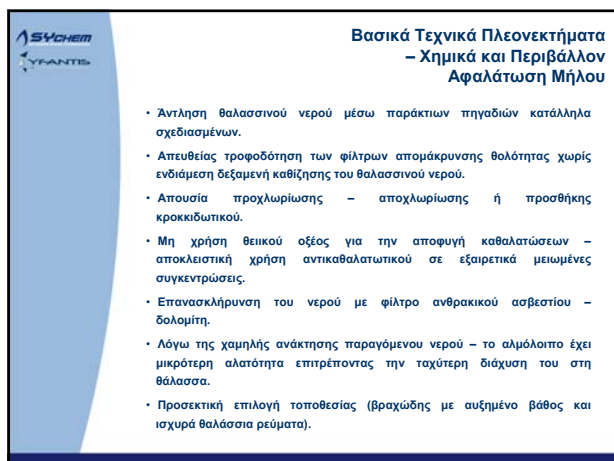 SYCHEM
YFANTIS
Βασικά Τεχνικά Πλεονεκτήματα
– Χημικά και Περιβάλλον
Αφαλάτωση Μήλου
• Άντληση θαλασσινού νερού μέσω παράκτιων πηγαδιών κατάλληλα
σχεδιασμένων.
• Απευθείας τροφοδότηση των φίλτρων απομάκρυνσης θολότητας χωρίς
ενδιάμεση δεξαμενή καθίζησης του θαλασσινού νερού.
• Απουσία προχλωρίωσης – αποχλωρίωσης ή προσθήκης
κροκκιδωτικού.
• Μη χρήση θειικού οξέος για την αποφυγή καθαλατώσεων –
αποκλειστική χρήση αντικαθαλατωτικού σε εξαιρετικά μειωμένες
συγκεντρώσεις.
• Επανασκλήρυνση του νερού με φίλτρο ανθρακικού ασβεστίου –
δολομίτη.
• Λόγω της χαμηλής ανάκτησης παραγόμενου νερού – το αλμόλοιπο έχει
μικρότερη αλατότητα επιτρέποντας την ταχύτερη διάχυση του στη
θάλασσα.
• Προσεκτική επιλογή τοποθεσίας (βραχώδης με αυξημένο βάθος και
ισχυρά θαλάσσια ρεύματα).